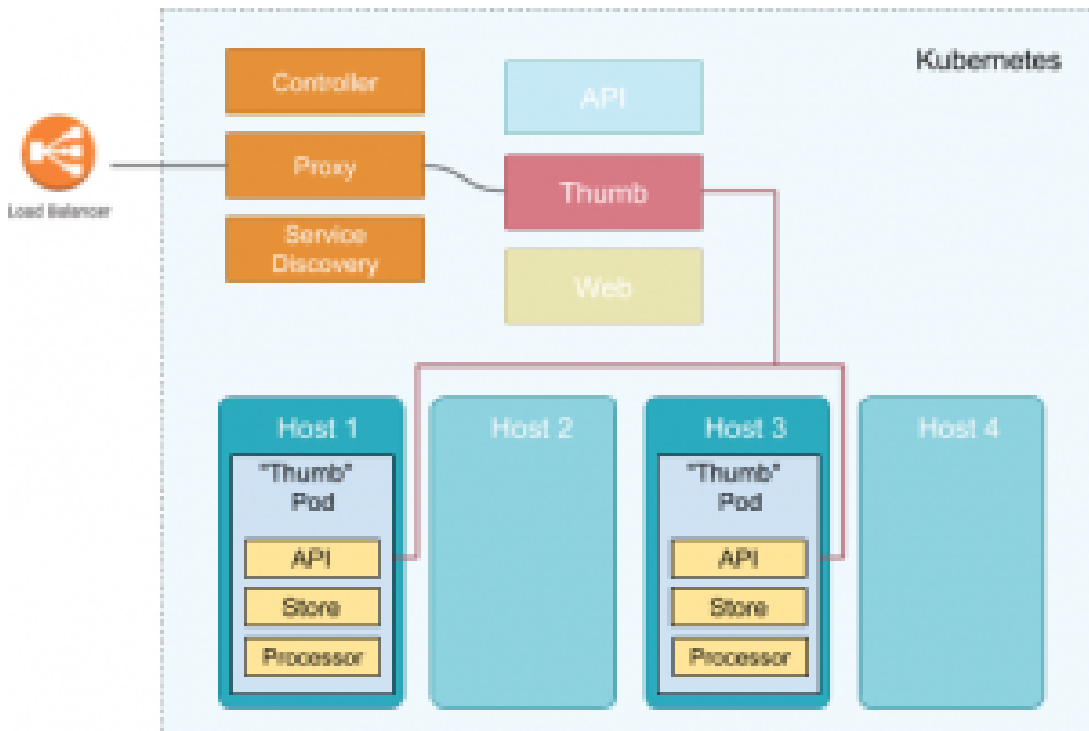 Kubernetes
Controller
API
Proxy
Thumb
Load Balancer
Service
Discovery
Web
Host 1
Host 2
Host 3
Host 4
"Thumb"
Pod
API
Store
Processor
"Thumb"
Pod
API
Store
Processor